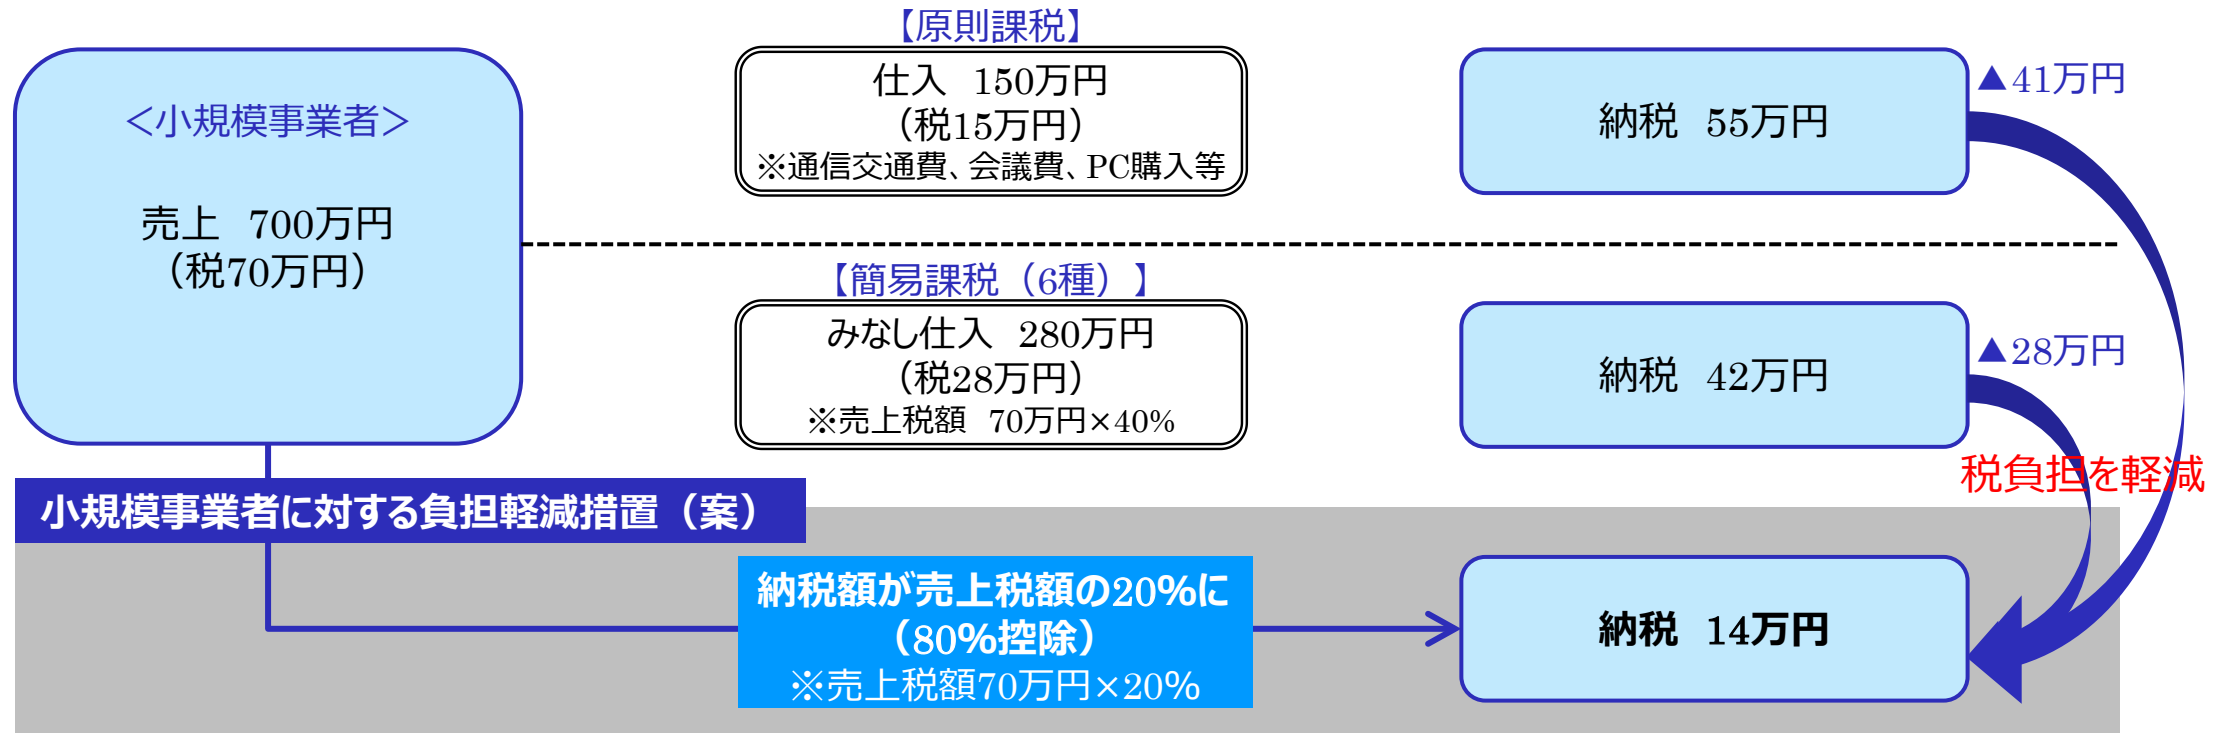 ＜小規模事業者＞
売上　700万円
（税70万円）
【原則課税】
仕入　150万円
（税15万円）
※通信交通費、会議費、PC購入等
納税　55万円
▲41万円
【簡易課税（6種）】
みなし仕入　280万円
（税28万円）
※売上税額　70万円×40%
納税　42万円
▲28万円
税負担を軽減
小規模事業者に対する負担軽減措置（案）
納税額が売上税額の20%に
（80%控除）
※売上税額70万円×20%
納税　14万円